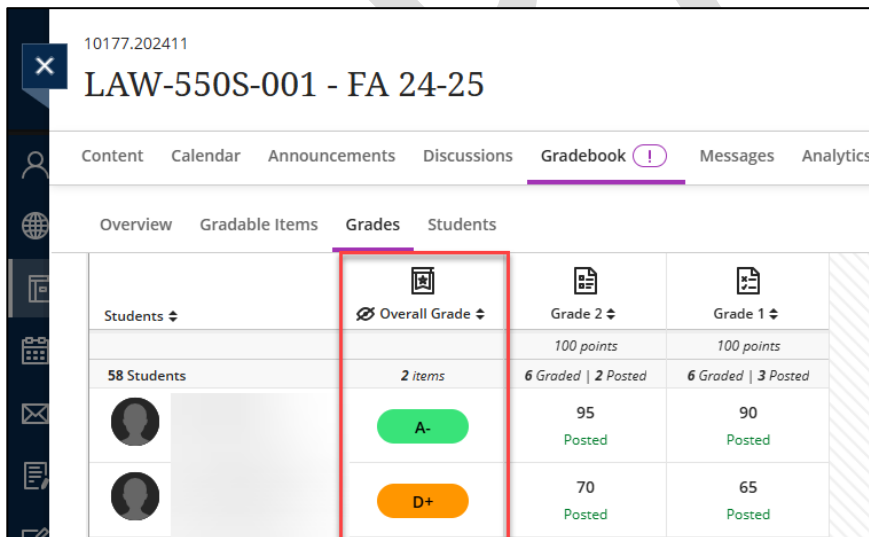 10177.202411
LAW-550S-001 - FA 24-25
Content Calendar Announcements Discussions Gradebook ! Messages Analytics
Overview Gradable Items Grades Students
Students Overall Grade Grade 2 Grade 1
100 points 100 points
58 Students 2 items 6 Graded | 2 Posted 6 Graded | 3 Posted
A- 95 90
Posted Posted
D+ 70 65
Posted Posted